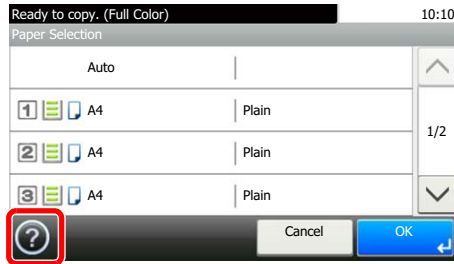 Ready to copy. (Full Color) 10:10
Paper Selection
Auto
1 A4 Plain
2 A4 Plain
3 A4 Plain
1/2
? Cancel OK